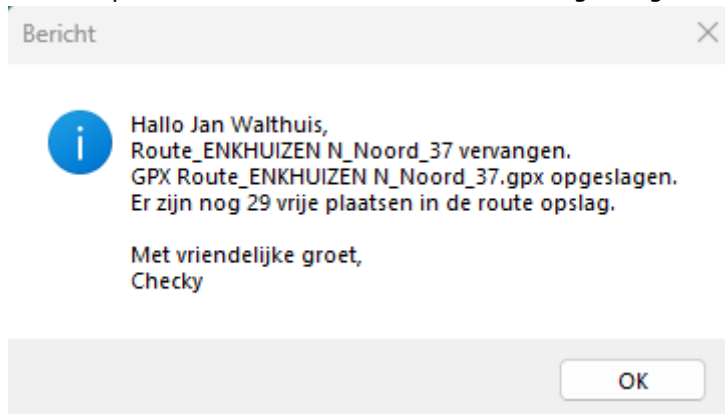 Bericht
Hallo Jan Walthuis,
Route_ENKHUIZEN N_Noord_37 vervangen.
GPX Route_ENKHUIZEN N_Noord_37.gpx opgeslagen.
Er zijn nog 29 vrije plaatsen in de route opslag.
Met vriendelijke groet,
Checky
OK